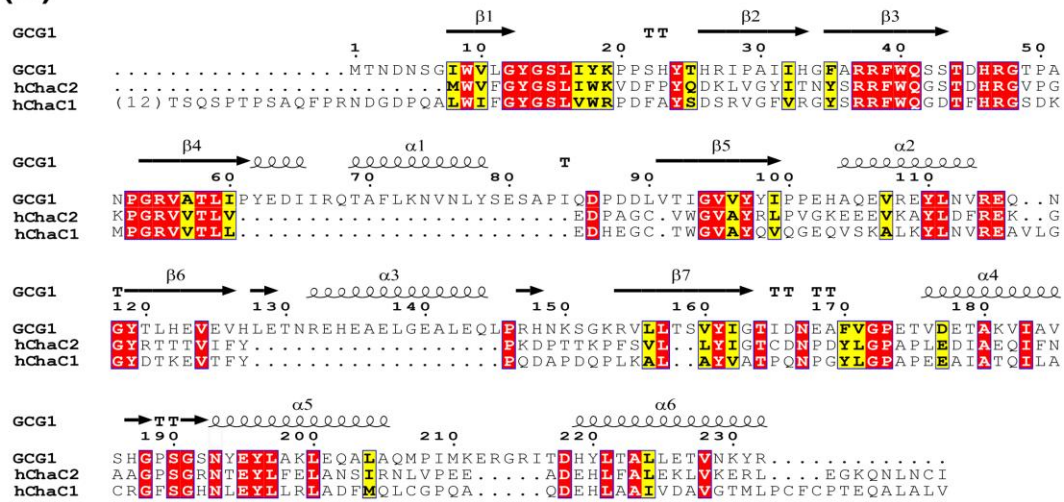 GCG1 β1 TT β2 β3
1 10 20 30 40 50
GCG1 .................MTNDNSGIWVLGYGSLIYKPPSHYTHRIPAIIHGFARRFWQSSTDHRGTPA
hChaC2 ........................MWVFGYGSLIWKVDFPYQDKLVGYITNYSRRFWQGSTDHRGVPG
hChaC1 (12)TSQSPTPSAQFPRNDGDPQALWIFGYGSLVWRPDFAYSDSRVGFVRGYSRRFWQGDTFHRGSDK
GCG1 β4 α1 T β5 α2
60 70 80 90 100 110
GCG1 NPGRVATLIPYEDIIRQTAFLKNVNLYSESAPIQDPDDLVTIGVVYYIPPEHAQEVREYLNVREQ..N
hChaC2 KPGRVVTLV........................EDPAGC.VWGVAYRLPVGKEEEVKAYLDFREK..G
hChaC1 MPGRVVTLL........................EDHEGC.TWGVAYQVQGEQVSKALKYLNVREAVLG
GCG1 T β6 α3 β7 TT TT α4
120 130 140 150 160 170 180
GCG1 GYTLHEVEVHLETNREHEAELGEALEQLPRHNKSGKRVLLTSVYIGTIDNEAFVGPETVDETAKVIAV
hChaC2 GYRTTTVIFY..................PKDPTTKPFSVL..LYIGTCDNPDYLGPAPLEDIAEQIFN
hChaC1 GYDTKEVTFY..................PQDAPDQPLKAL..AYVATPQNPGYLGPAPEEAIATQILA
GCG1 TT α5 α6
190 200 210 220 230
GCG1 SHGPSGSNYEYLAKLEQALAQMPIMKERGRITDHYLTALLETVNKYR.............
hChaC2 AAGPSGRNTEYLFELANSIRNLVPEE.....ADEHLFALEKLVKERL....EGKQNLNCI
hChaC1 CRGFSGHNLEYLLRLADFMQLCGPQA.....QDEHLAAIVDAVGTMLPCFCPTEQALALV